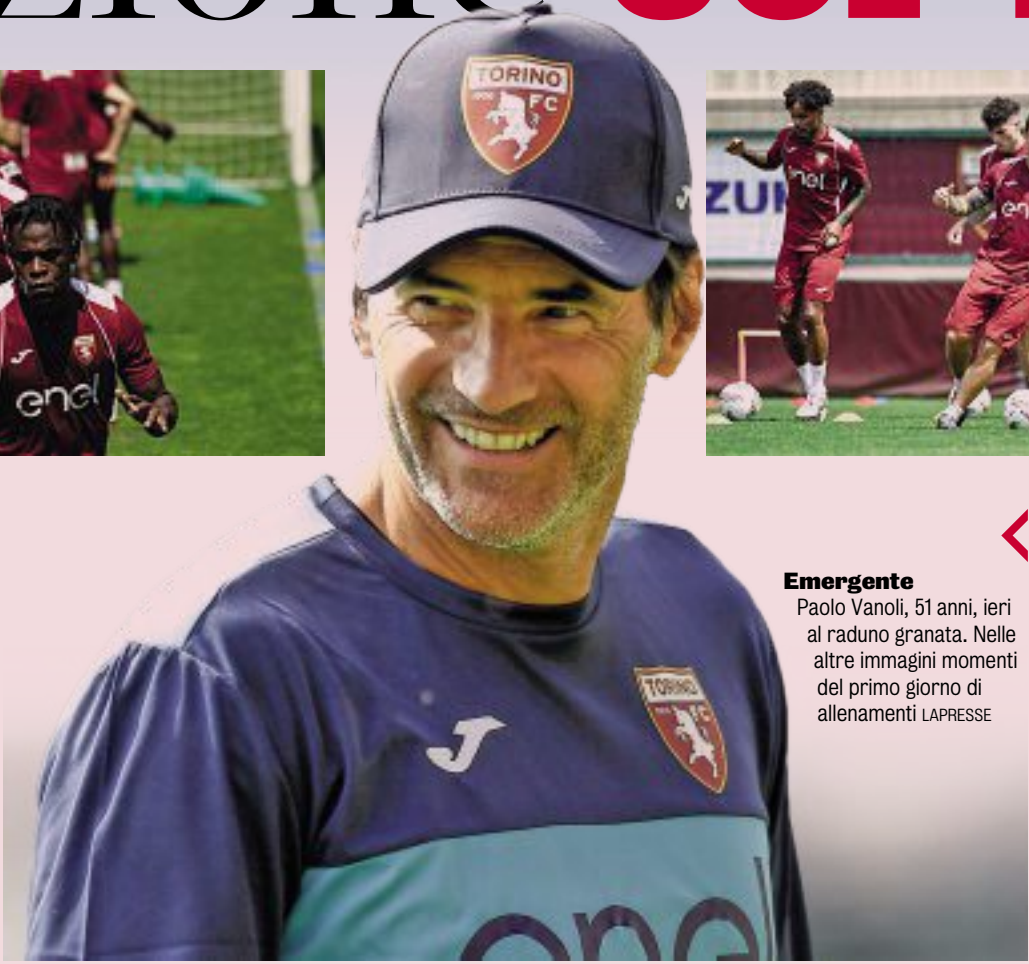 TORINO
FC
enel
ZUK
enel
Emergente
Paolo Vanoli, 51 anni, ieri
al raduno granata. Nelle
altre immagini momenti
del primo giorno di
allenamenti LAPRESSE
TORINO
FC
enel